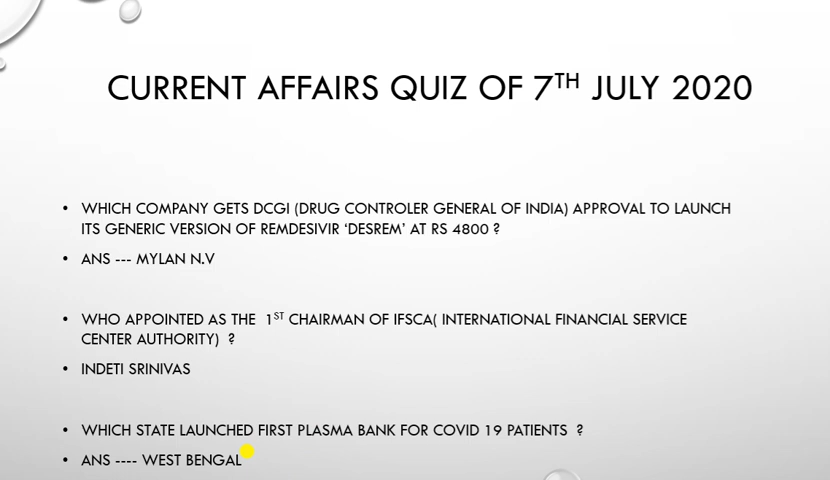 CURRENT AFFAIRS QUIZ OF 7TH JULY 2020
• WHICH COMPANY GETS DCGI (DRUG CONTROLER GENERAL OF INDIA) APPROVAL TO LAUNCH
ITS GENERIC VERSION OF REMDESIVIR ‘DESREM’ AT RS 4800 ?
• ANS --- MYLAN N.V
• WHO APPOINTED AS THE 1ST CHAIRMAN OF IFSCA( INTERNATIONAL FINANCIAL SERVICE
CENTER AUTHORITY) ?
• INDETI SRINIVAS
• WHICH STATE LAUNCHED FIRST PLASMA BANK FOR COVID 19 PATIENTS ?
• ANS ---- WEST BENGAL